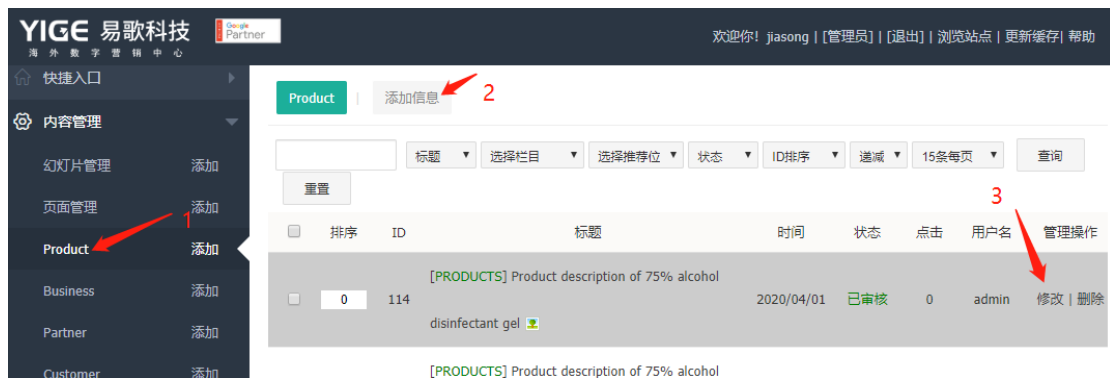 YIGE 易歌科技
海外数字营销中心
Google
Partner
欢迎你！jiasong | [管理员] | [退出] | 浏览站点 | 更新缓存| 帮助
快捷入口
内容管理
幻灯片管理 添加
页面管理 添加
Product 添加
Business 添加
Partner 添加
Customer 添加
1
Product | 添加信息
2
标题 选择栏目 选择推荐位 状态 ID排序 递减 15条每页 查询
重置
3
排序 ID 标题 时间 状态 点击 用户名 管理操作
0 114 [PRODUCTS] Product description of 75% alcohol
disinfectant gel 2020/04/01 已审核 0 admin 修改 | 删除
[PRODUCTS] Product description of 75% alcohol